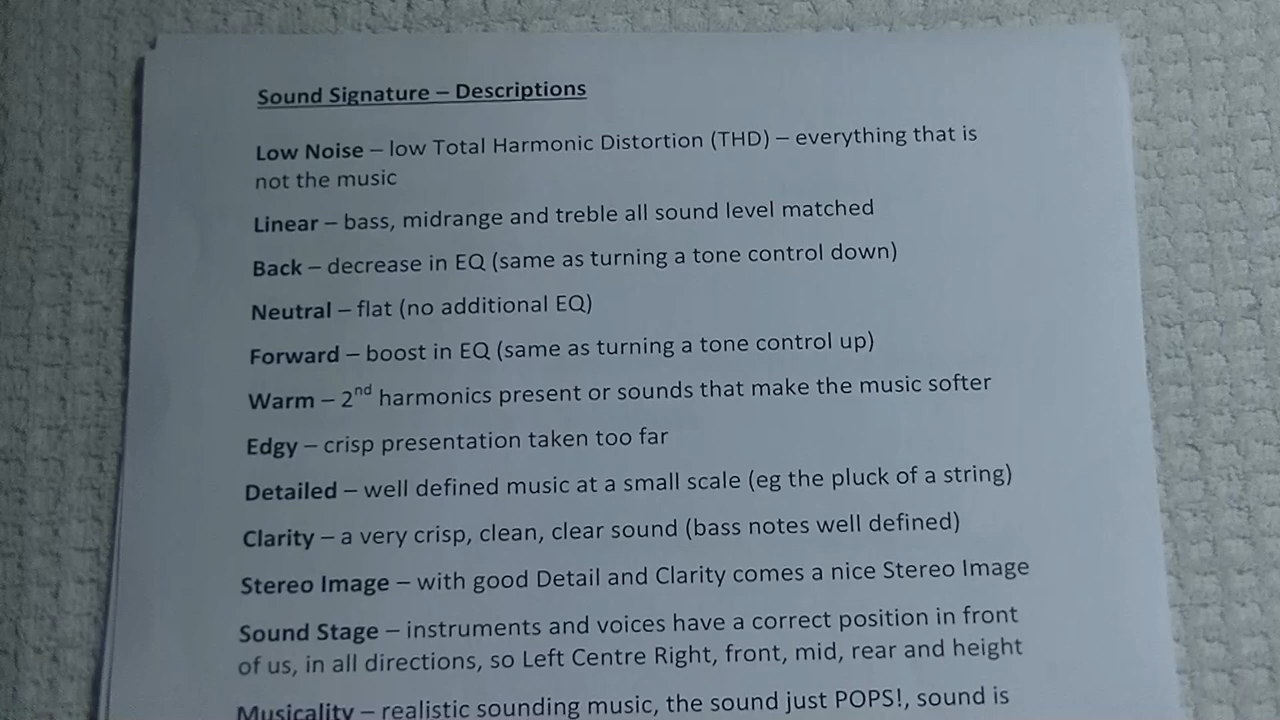 Sound Signature – Descriptions
Low Noise – low Total Harmonic Distortion (THD) – everything that is
not the music
Linear – bass, midrange and treble all sound level matched
Back – decrease in EQ (same as turning a tone control down)
Neutral – flat (no additional EQ)
Forward – boost in EQ (same as turning a tone control up)
Warm – 2nd harmonics present or sounds that make the music softer
Edgy – crisp presentation taken too far
Detailed – well defined music at a small scale (eg the pluck of a string)
Clarity – a very crisp, clean, clear sound (bass notes well defined)
Stereo Image – with good Detail and Clarity comes a nice Stereo Image
Sound Stage – instruments and voices have a correct position in front
of us, in all directions, so Left Centre Right, front, mid, rear and height
Musicality – realistic sounding music, the sound just POPS!, sound is